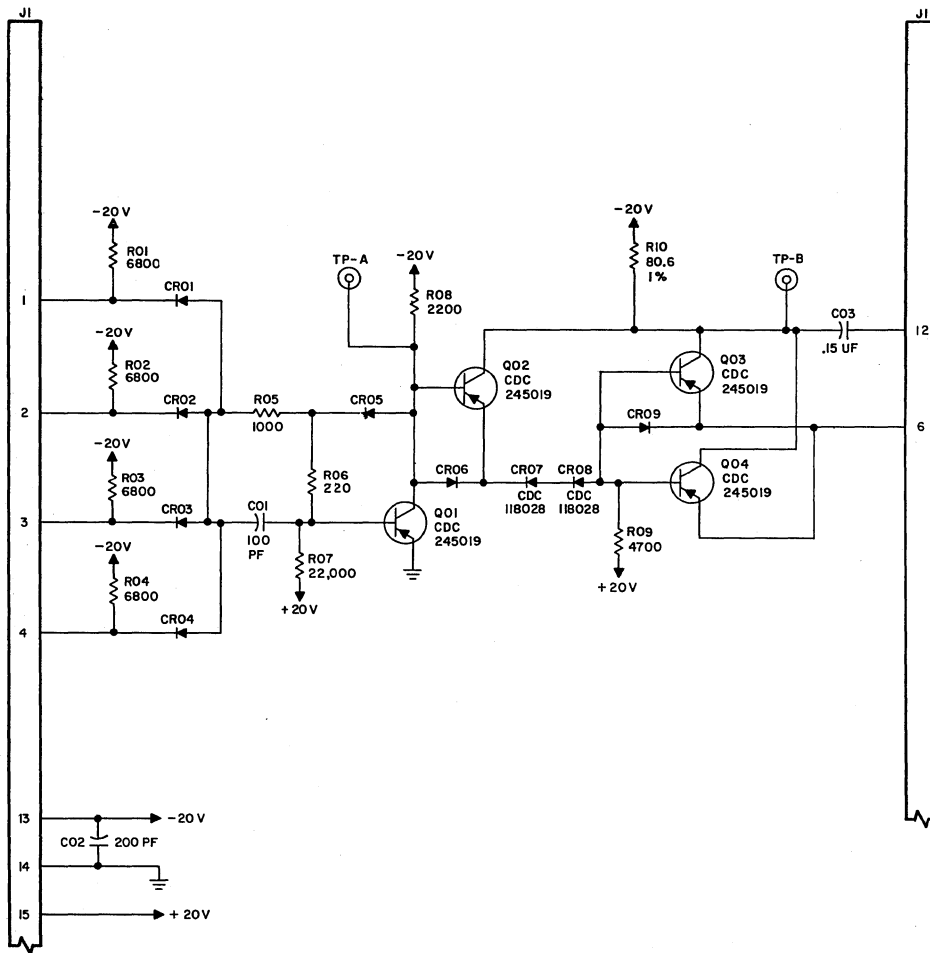 J1
J1
-20V
R01
6800
CR01
1
-20V
R02
6800
CR02
2
-20V
R03
6800
CR03
3
-20V
R04
6800
CR04
4
R05
1000
R06
220
C01
100
PF
R07
22,000
+20V
TP-A
-20V
R08
2200
CR05
Q01
CDC
245019
CR06
Q02
CDC
245019
CR07
CDC
118028
CR08
CDC
118028
-20V
R10
80.6
1%
TP-B
C03
.15 UF
12
Q03
CDC
245019
CR09
6
Q04
CDC
245019
R09
4700
+20V
13
-20V
C02
200 PF
14
15
+ 20V